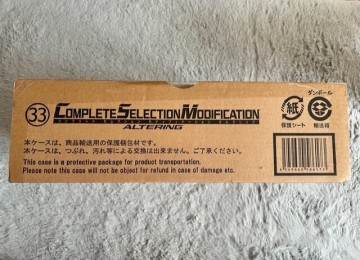 33 COMPLETE SELECTION MODIFICATION
ALTERING
本ケースは、商品輸送用の保護梱包材です。
本ケースは、つぶれ、汚れ等による交換は出来ません。ご了承ください。
This case is a protective package for product transportation.
Please note this case will not be object for refund in case of damage etc.
紙
保護シート
ダンボール
輸送箱